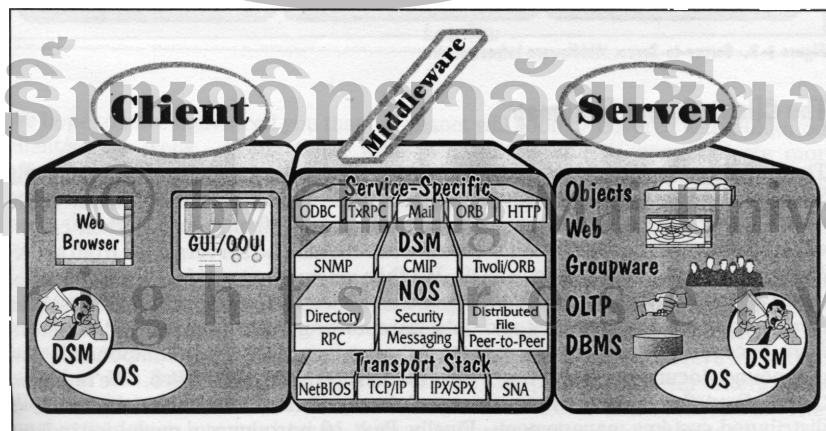 Client
Middleware
Server
Web
Browser
GUI/OOUI
DSM
OS
Service-Specific
ODBC TxRPC Mail ORB HTTP
DSM
SNMP CMIP Tivoli/ORB
NOS
Directory Security Distributed File
RPC Messaging Peer-to-Peer
Transport Stack
NetBIOS TCP/IP IPX/SPX SNA
Objects
Web
Groupware
OLTP
DBMS
DSM
OS